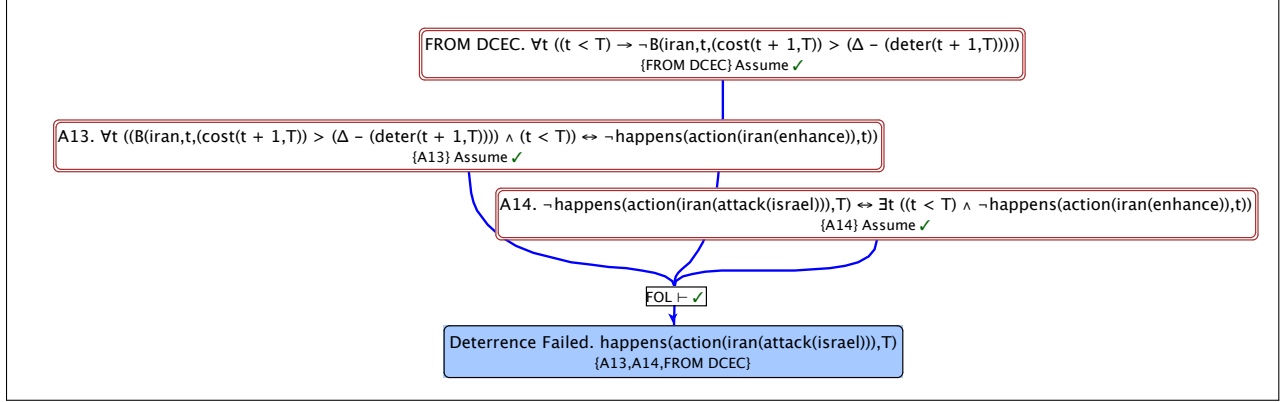 FROM DCEC. ∀t ((t < T) → ¬B(iran,t,(cost(t + 1,T)) > (Δ – (deter(t + 1,T)))))
{FROM DCEC} Assume ✓
A13. ∀t ((B(iran,t,(cost(t + 1,T)) > (Δ – (deter(t + 1,T)))) ∧ (t < T)) ↔ ¬happens(action(iran(enhance)),t))
{A13} Assume ✓
A14. ¬happens(action(iran(attack(israel))),T) ↔ ∃t ((t < T) ∧ ¬happens(action(iran(enhance)),t))
{A14} Assume ✓
FOL ⊢ ✓
Deterrence Failed. happens(action(iran(attack(israel))),T)
{A13,A14,FROM DCEC}